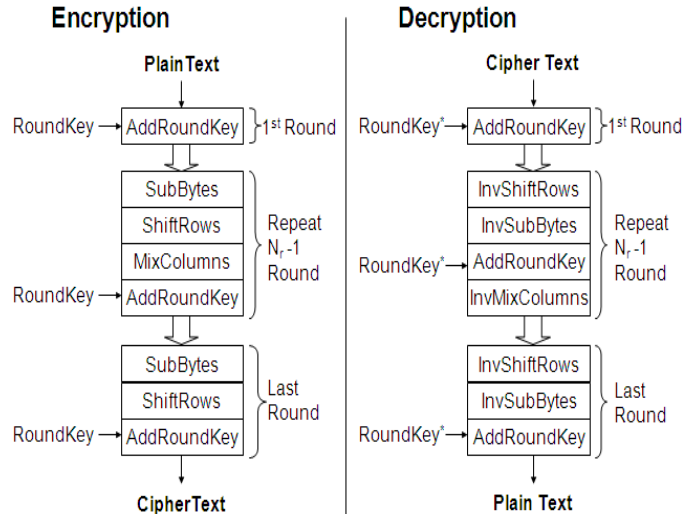 Encryption
PlainText
RoundKey
AddRoundKey
1st Round
SubBytes
ShiftRows
MixColumns
RoundKey
AddRoundKey
Repeat
Nr -1
Round
SubBytes
ShiftRows
RoundKey
AddRoundKey
Last
Round
CipherText
Decryption
Cipher Text
RoundKey*
AddRoundKey
1st Round
InvShiftRows
InvSubBytes
RoundKey*
AddRoundKey
InvMixColumns
Repeat
Nr -1
Round
InvShiftRows
InvSubBytes
RoundKey*
AddRoundKey
Last
Round
Plain Text